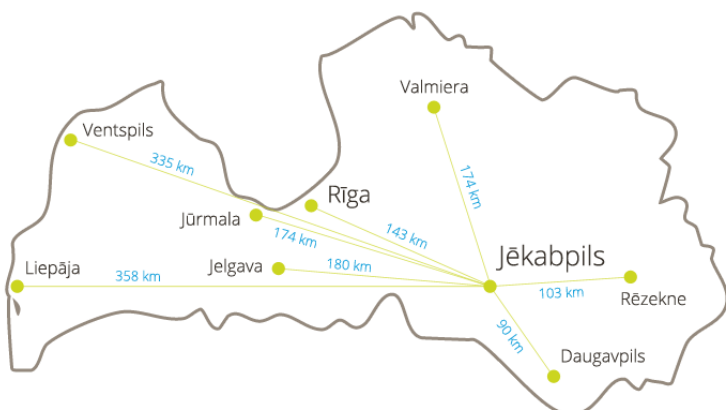 Valmiera
Ventspils
335 km
174 km
Rīga
Jūrmala
174 km
143 km
Jēkabpils
Liepāja
358 km
Jelgava
180 km
103 km
Rēzekne
90 km
Daugavpils